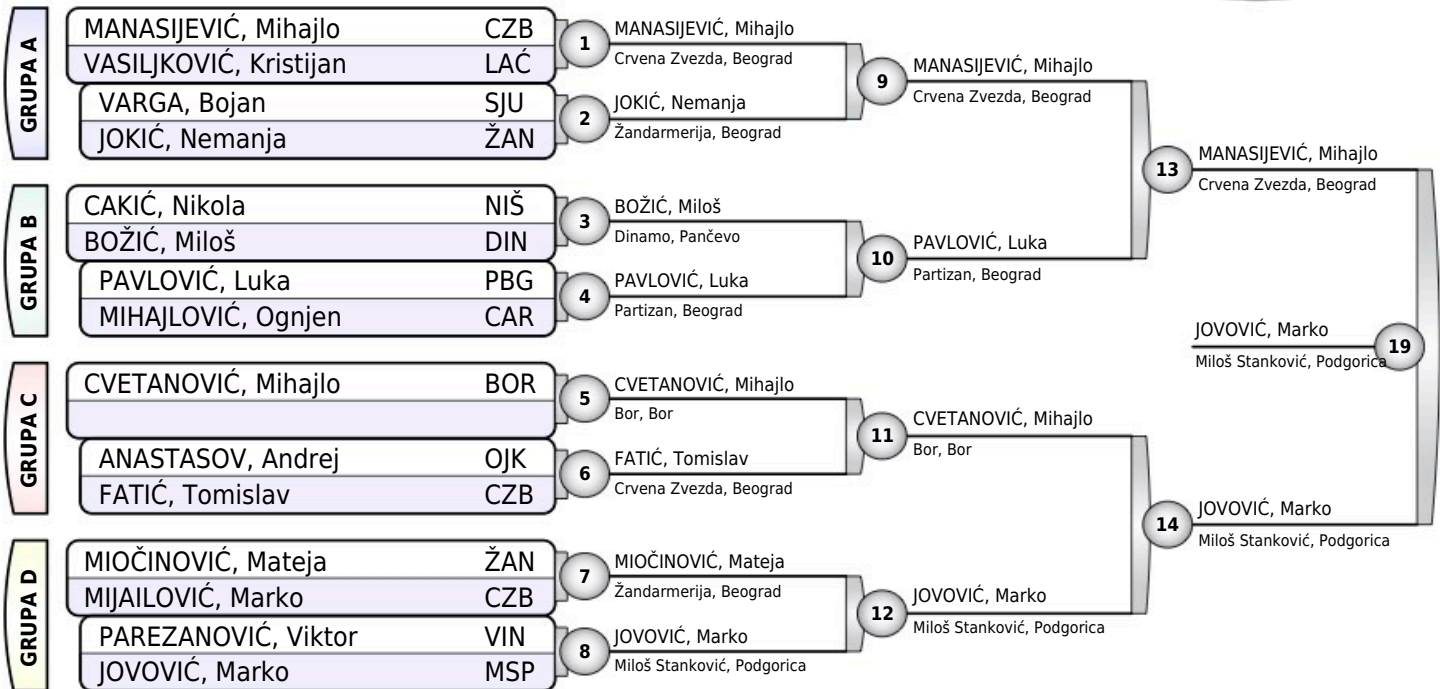 GRUPA A
MANASIJEVIĆ, Mihajlo CZB
VASILJKOVIĆ, Kristijan LAĆ
VARGA, Bojan SJU
JOKIĆ, Nemanja ŽAN
GRUPA B
CAKIĆ, Nikola NIŠ
BOŽIĆ, Miloš DIN
PAVLOVIĆ, Luka PBG
MIHAJLOVIĆ, Ognjen CAR
GRUPA C
CVETANOVIĆ, Mihajlo BOR
ANASTASOV, Andrej OJK
FATIĆ, Tomislav CZB
GRUPA D
MIOČINOVIĆ, Mateja ŽAN
MIJAILOVIĆ, Marko CZB
PAREZANOVIĆ, Viktor VIN
JOVOVIĆ, Marko MSP
1
MANASIJEVIĆ, Mihajlo
Crvena Zvezda, Beograd
2
JOKIĆ, Nemanja
Žandarmerija, Beograd
3
BOŽIĆ, Miloš
Dinamo, Pančevo
4
PAVLOVIĆ, Luka
Partizan, Beograd
5
CVETANOVIĆ, Mihajlo
Bor, Bor
6
FATIĆ, Tomislav
Crvena Zvezda, Beograd
7
MIOČINOVIĆ, Mateja
Žandarmerija, Beograd
8
JOVOVIĆ, Marko
Miloš Stanković, Podgorica
9
MANASIJEVIĆ, Mihajlo
Crvena Zvezda, Beograd
10
PAVLOVIĆ, Luka
Partizan, Beograd
11
CVETANOVIĆ, Mihajlo
Bor, Bor
12
JOVOVIĆ, Marko
Miloš Stanković, Podgorica
13
MANASIJEVIĆ, Mihajlo
Crvena Zvezda, Beograd
14
JOVOVIĆ, Marko
Miloš Stanković, Podgorica
JOVOVIĆ, Marko
Miloš Stanković, Podgorica
19